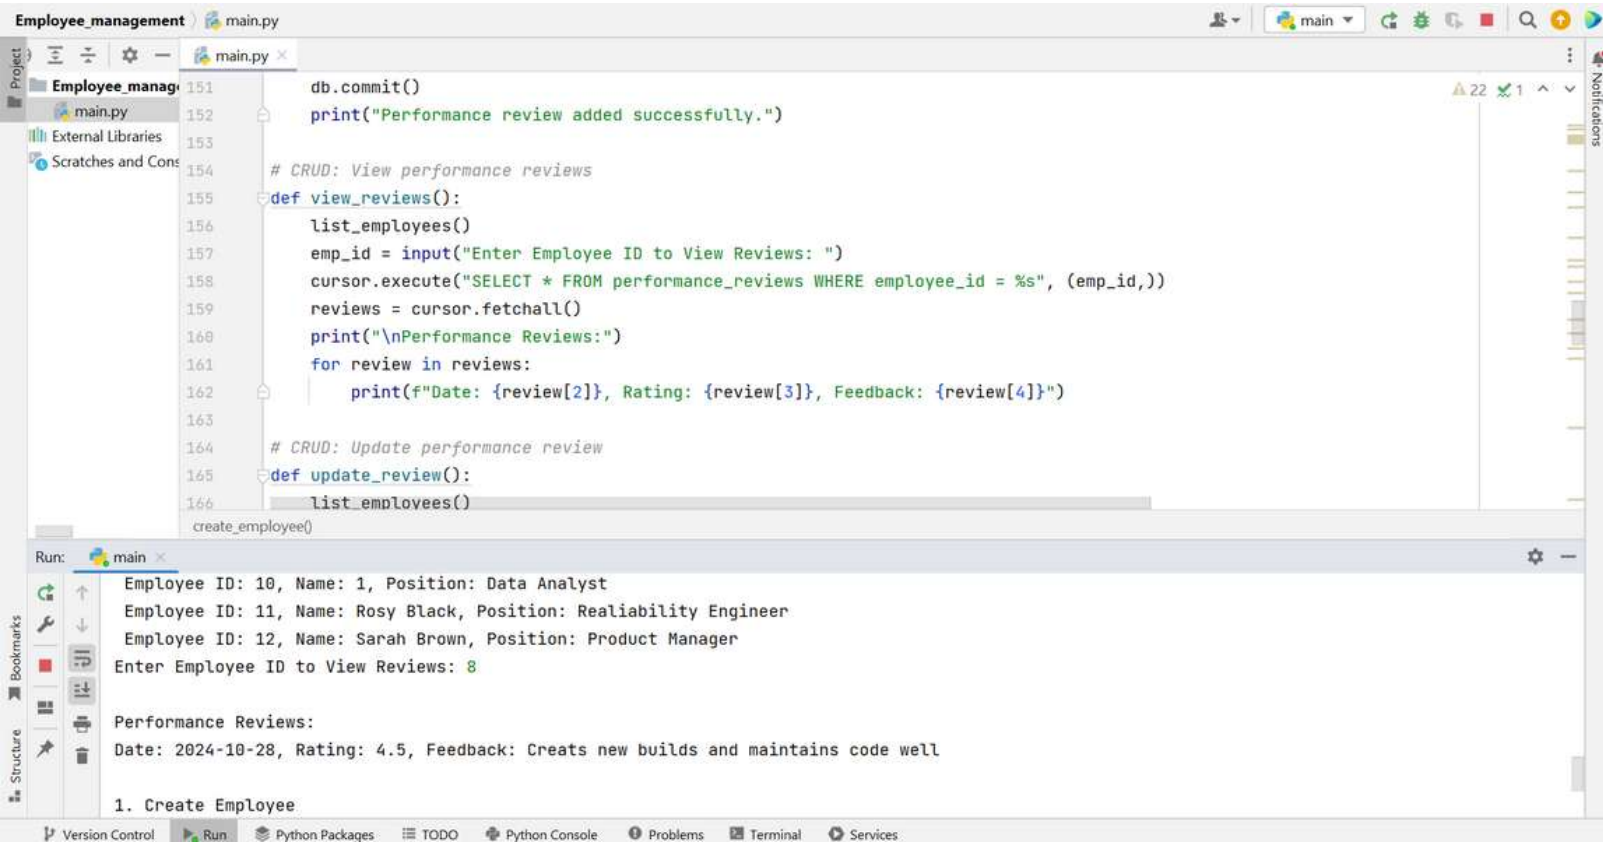 Employee_management main.py
main
Project
main.py
Employee_manag
main.py
External Libraries
Scratches and Cons
22 1
Notifications
151 db.commit()
152 print("Performance review added successfully.")
153
154 # CRUD: View performance reviews
155 def view_reviews():
156 list_employees()
157 emp_id = input("Enter Employee ID to View Reviews: ")
158 cursor.execute("SELECT * FROM performance_reviews WHERE employee_id = %s", (emp_id,))
159 reviews = cursor.fetchall()
160 print("\nPerformance Reviews:")
161 for review in reviews:
162 print(f"Date: {review[2]}, Rating: {review[3]}, Feedback: {review[4]}")
163
164 # CRUD: Update performance review
165 def update_review():
166 list_employees()
create_employee()
Run: main
Employee ID: 10, Name: 1, Position: Data Analyst
Employee ID: 11, Name: Rosy Black, Position: Realiability Engineer
Employee ID: 12, Name: Sarah Brown, Position: Product Manager
Enter Employee ID to View Reviews: 8
Performance Reviews:
Date: 2024-10-28, Rating: 4.5, Feedback: Creats new builds and maintains code well
1. Create Employee
Bookmarks
Structure
Version Control Run Python Packages TODO Python Console Problems Terminal Services